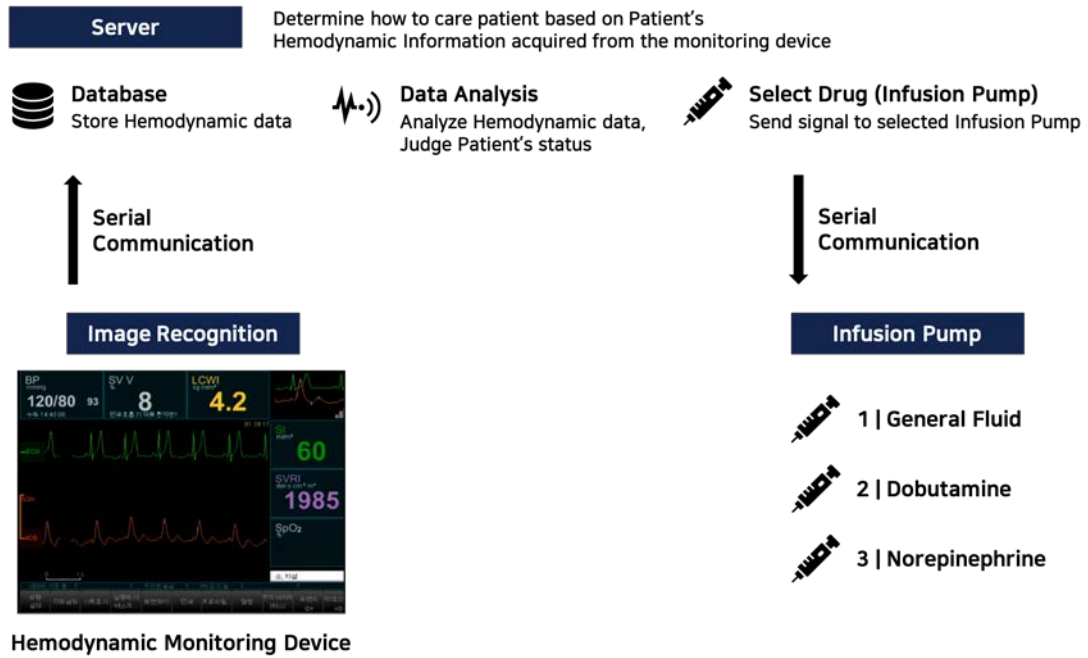 Server
Determine how to care patient based on Patient's
Hemodynamic Information acquired from the monitoring device
Database
Store Hemodynamic data
Data Analysis
Analyze Hemodynamic data,
Judge Patient's status
Select Drug (Infusion Pump)
Send signal to selected Infusion Pump
Serial
Communication
Serial
Communication
Image Recognition
Infusion Pump
BP
mmHg
120/80 93
SV V
%
8
LCWI
4.2
SI
60
SVRI
1985
SpO₂
%
1 | General Fluid
2 | Dobutamine
3 | Norepinephrine
Hemodynamic Monitoring Device